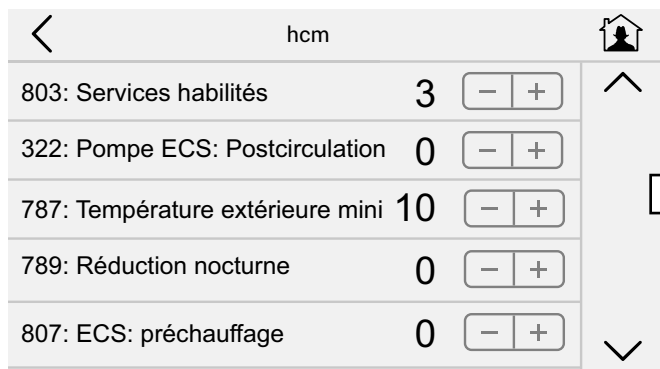 hcm
803: Services habilités 3 − +
322: Pompe ECS: Postcirculation 0 − +
787: Température extérieure mini 10 − +
789: Réduction nocturne 0 − +
807: ECS: préchauffage 0 − +